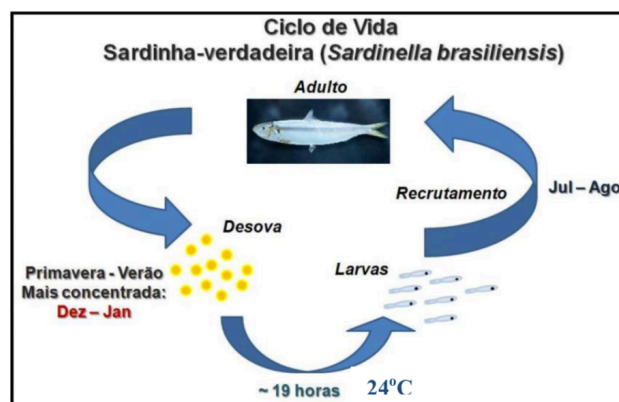 Ciclo de Vida
Sardinha-verdadeira (Sardinella brasiliensis)
Adulto
Recrutamento
Jul – Ago
Desova
Primavera - Verão
Mais concentrada:
Dez – Jan
Larvas
~ 19 horas 24ºC